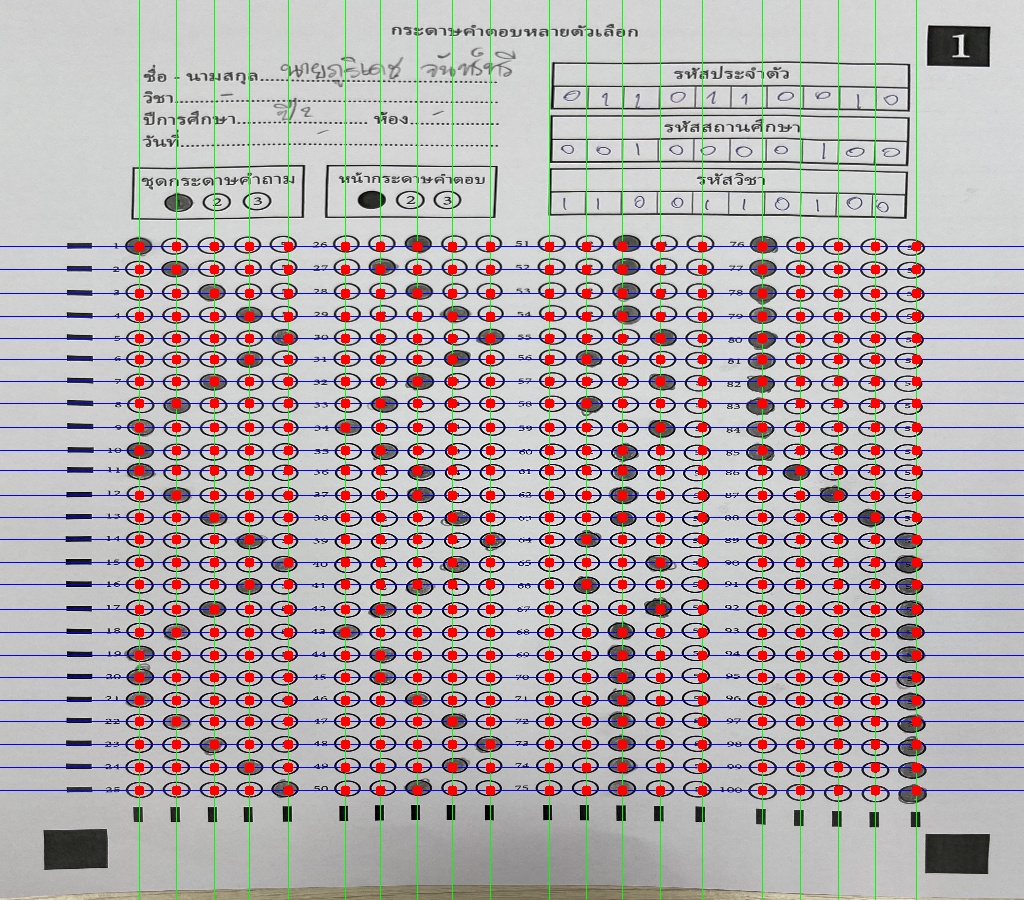 กระดาษคำตอบหลายตัวเลือก
1
ชื่อ - นามสกุล นายภูริเดช จันทร์ศรี
วิชา -
ปีการศึกษา ปี/2 ห้อง -
วันที่ -
รหัสประจำตัว
0 1 1 0 1 1 0 0 1 0
รหัสสถานศึกษา
0 0 1 0 0 0 0 1 0 0
รหัสวิชา
1 1 0 0 1 1 0 1 0 0
ชุดกระดาษคำถาม
1 2 3
หน้ากระดาษคำตอบ
2 3
1 26 51 76
2 27 52 77
3 28 53 78
4 29 54 79
5 30 55 80
6 31 56 81
7 32 57 82
8 33 58 83
9 34 59 84
10 35 60 85
11 36 61 86
12 37 62 87
13 38 63 88
14 39 64 89
15 40 65 90
16 41 66 91
17 42 67 92
18 43 68 93
19 44 69 94
20 45 70 95
21 46 71 96
22 47 72 97
23 48 73 98
24 49 74 99
25 50 75 100